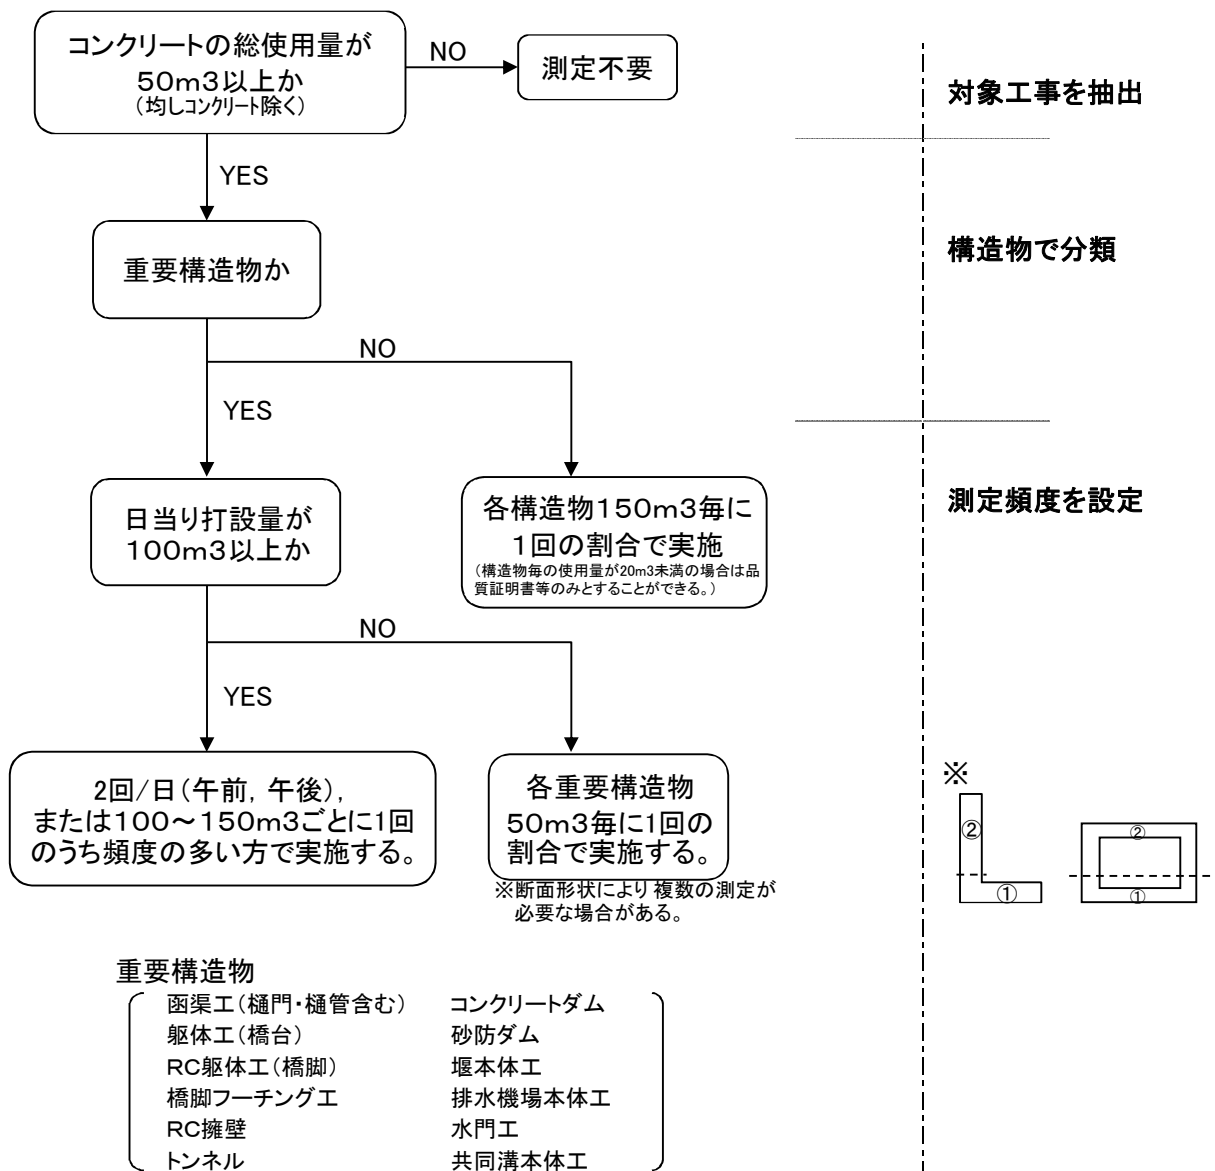 コンクリートの総使用量が
50m3以上か
(均しコンクリート除く)
NO
測定不要
対象工事を抽出
YES
重要構造物か
構造物で分類
NO
YES
日当り打設量が
100m3以上か
各構造物150m3毎に
1回の割合で実施
(構造物毎の使用量が20m3未満の場合は品
質証明書等のみとすることができる。)
測定頻度を設定
NO
YES
2回/日(午前, 午後),
または100～150m3ごとに1回
のうち頻度の多い方で実施する。
各重要構造物
50m3毎に1回の
割合で実施する。
※断面形状により 複数の測定が
必要な場合がある。
※
②
①
②
①
重要構造物
函渠工(樋門・樋管含む)
躯体工(橋台)
RC躯体工(橋脚)
橋脚フーチング工
RC擁壁
トンネル
コンクリートダム
砂防ダム
堰本体工
排水機場本体工
水門工
共同溝本体工